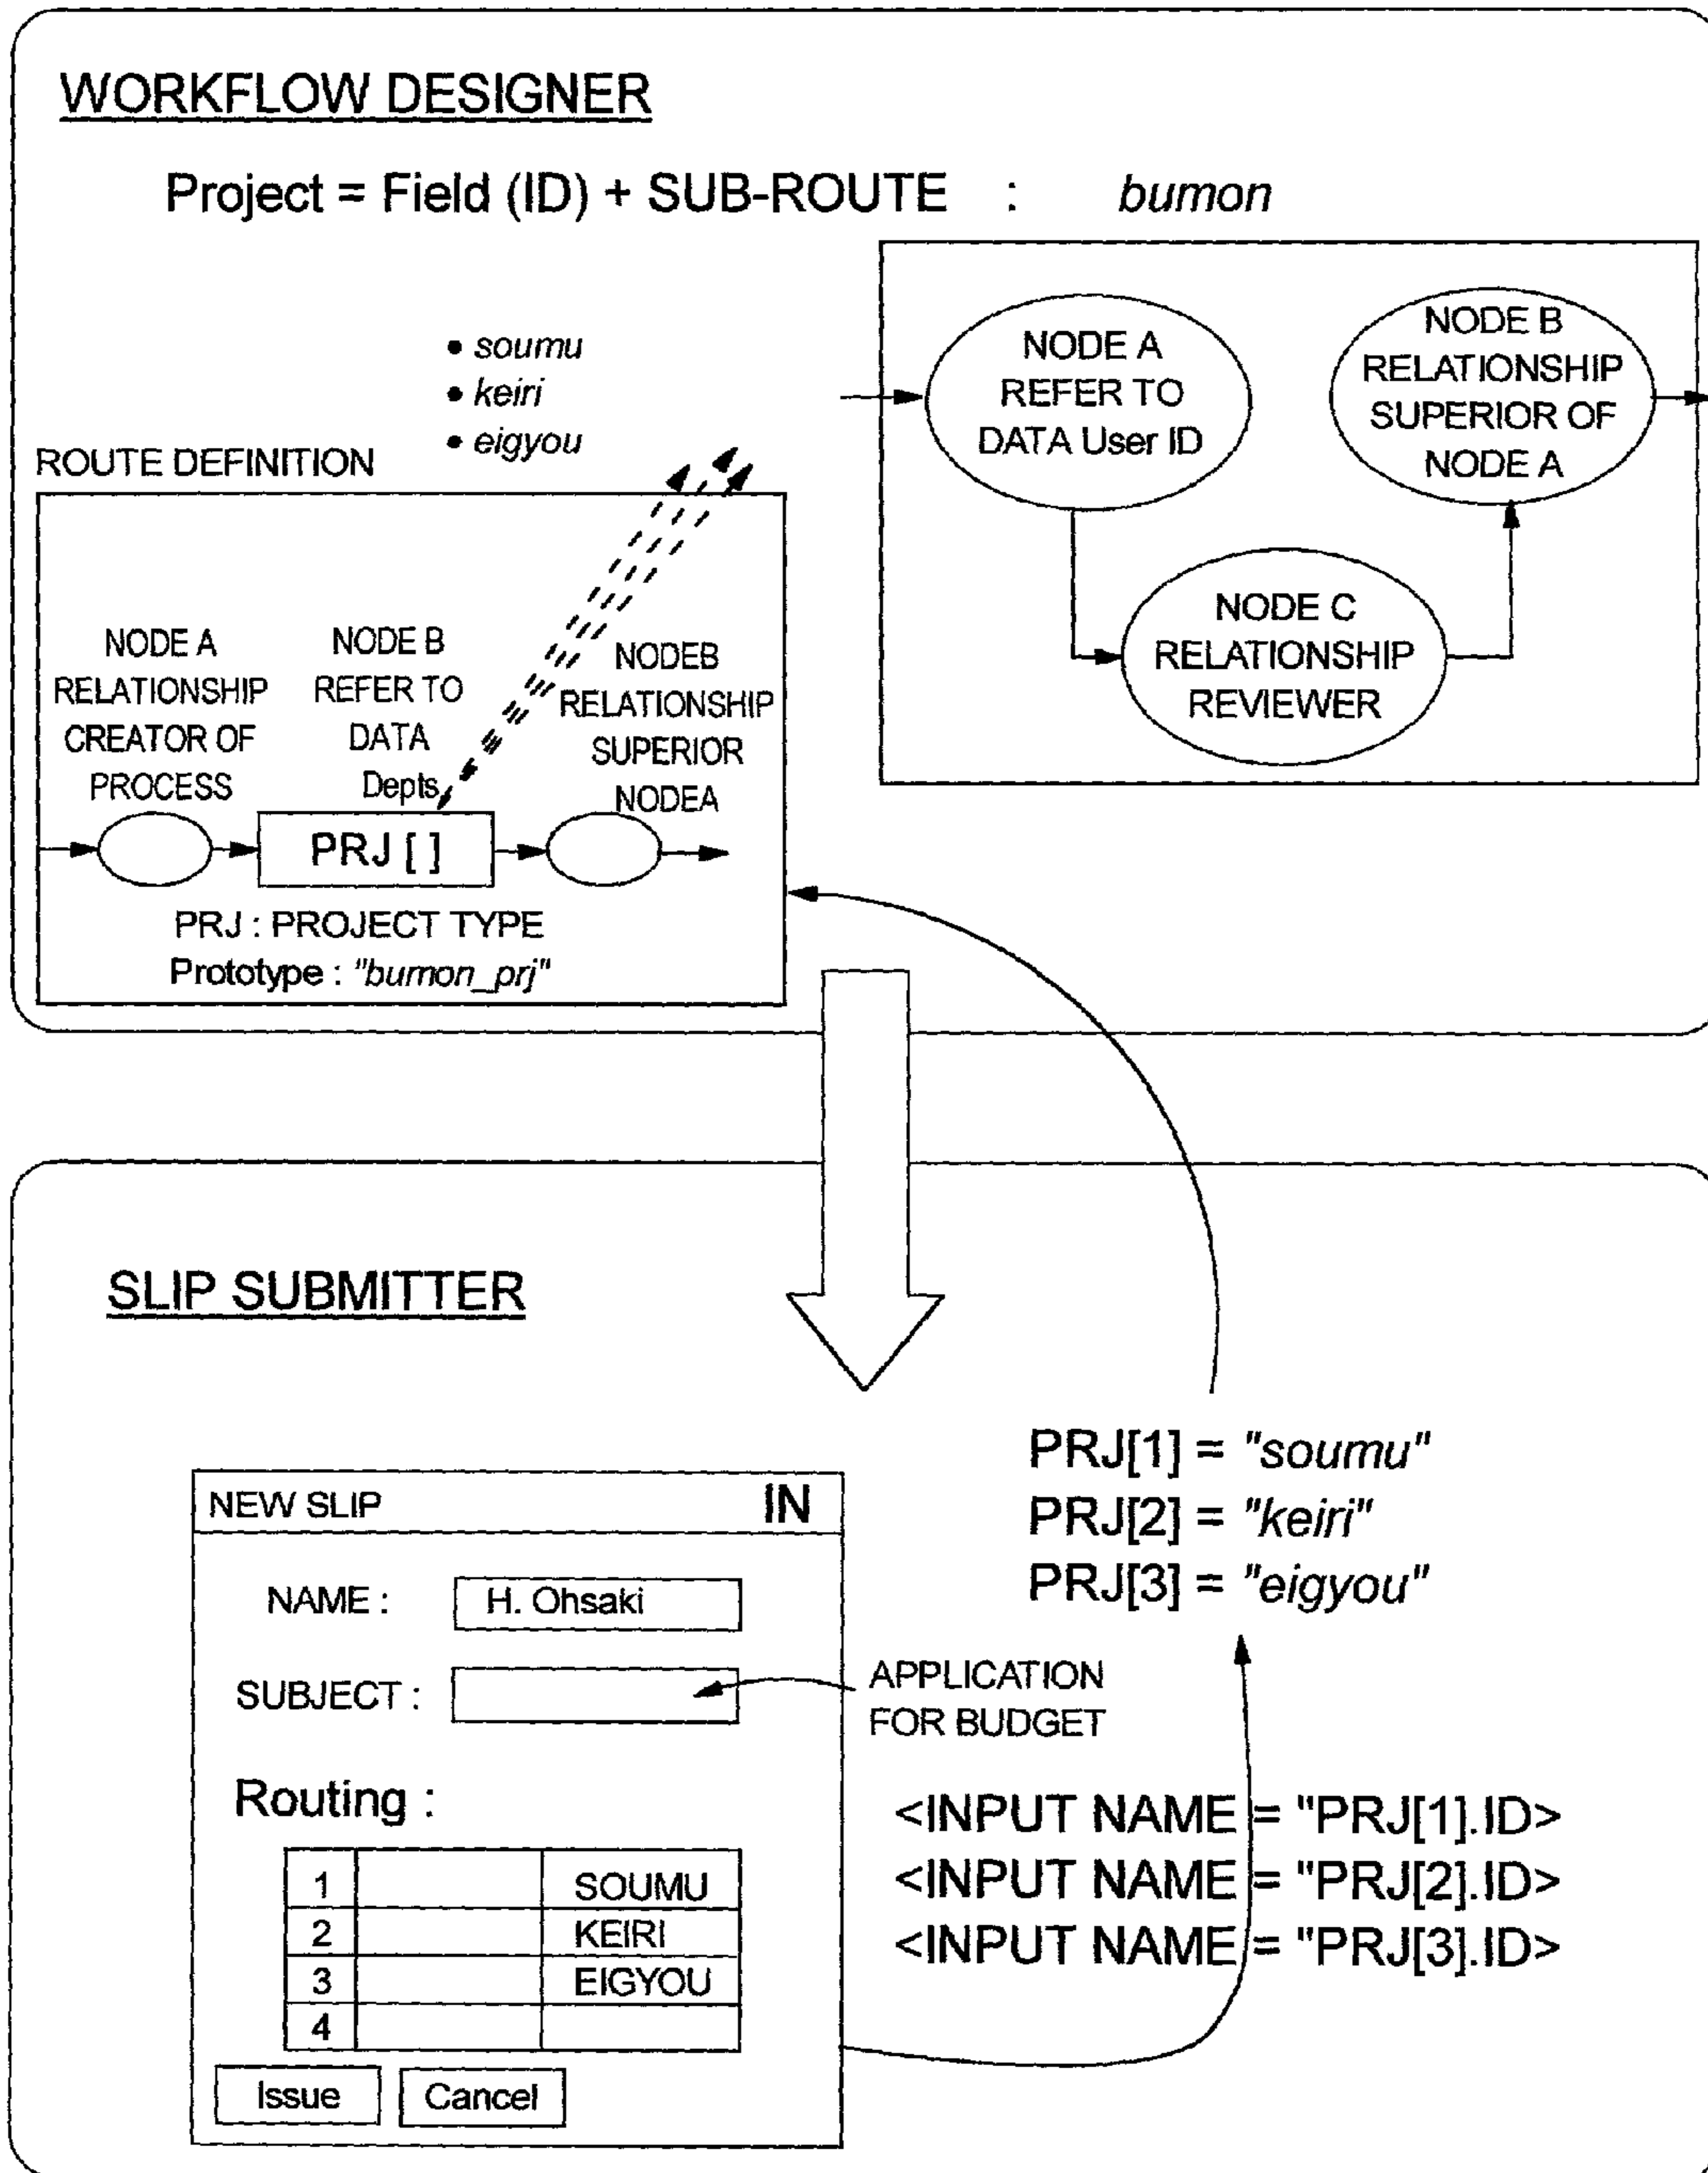 WORKFLOW DESIGNER
Project = Field (ID) + SUB-ROUTE : bumon
• soumu
• keiri
• eigyou
NODE A
REFER TO
DATA User ID
NODE B
RELATIONSHIP
SUPERIOR OF
NODE A
NODE C
RELATIONSHIP
REVIEWER
ROUTE DEFINITION
NODE A
RELATIONSHIP
CREATOR OF
PROCESS
NODE B
REFER TO
DATA
Depts
NODEB
RELATIONSHIP
SUPERIOR
NODEA
PRJ [ ]
PRJ : PROJECT TYPE
Prototype : "bumon_prj"
SLIP SUBMITTER
NEW SLIP IN
NAME : H. Ohsaki
SUBJECT :
APPLICATION
FOR BUDGET
Routing :
1 SOUMU
2 KEIRI
3 EIGYOU
4
Issue Cancel
PRJ[1] = "soumu"
PRJ[2] = "keiri"
PRJ[3] = "eigyou"
<INPUT NAME = "PRJ[1].ID>
<INPUT NAME = "PRJ[2].ID>
<INPUT NAME = "PRJ[3].ID>